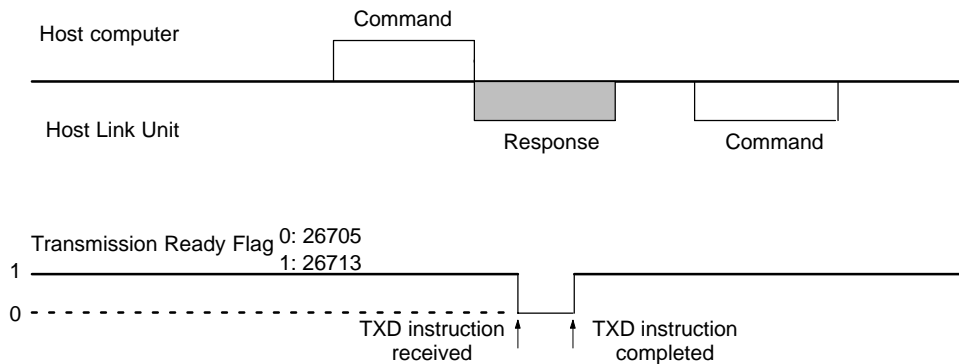 Command
Host computer
Host Link Unit
Response
Command
Transmission Ready Flag 0: 26705
1: 26713
1
0
TXD instruction
received
TXD instruction
completed